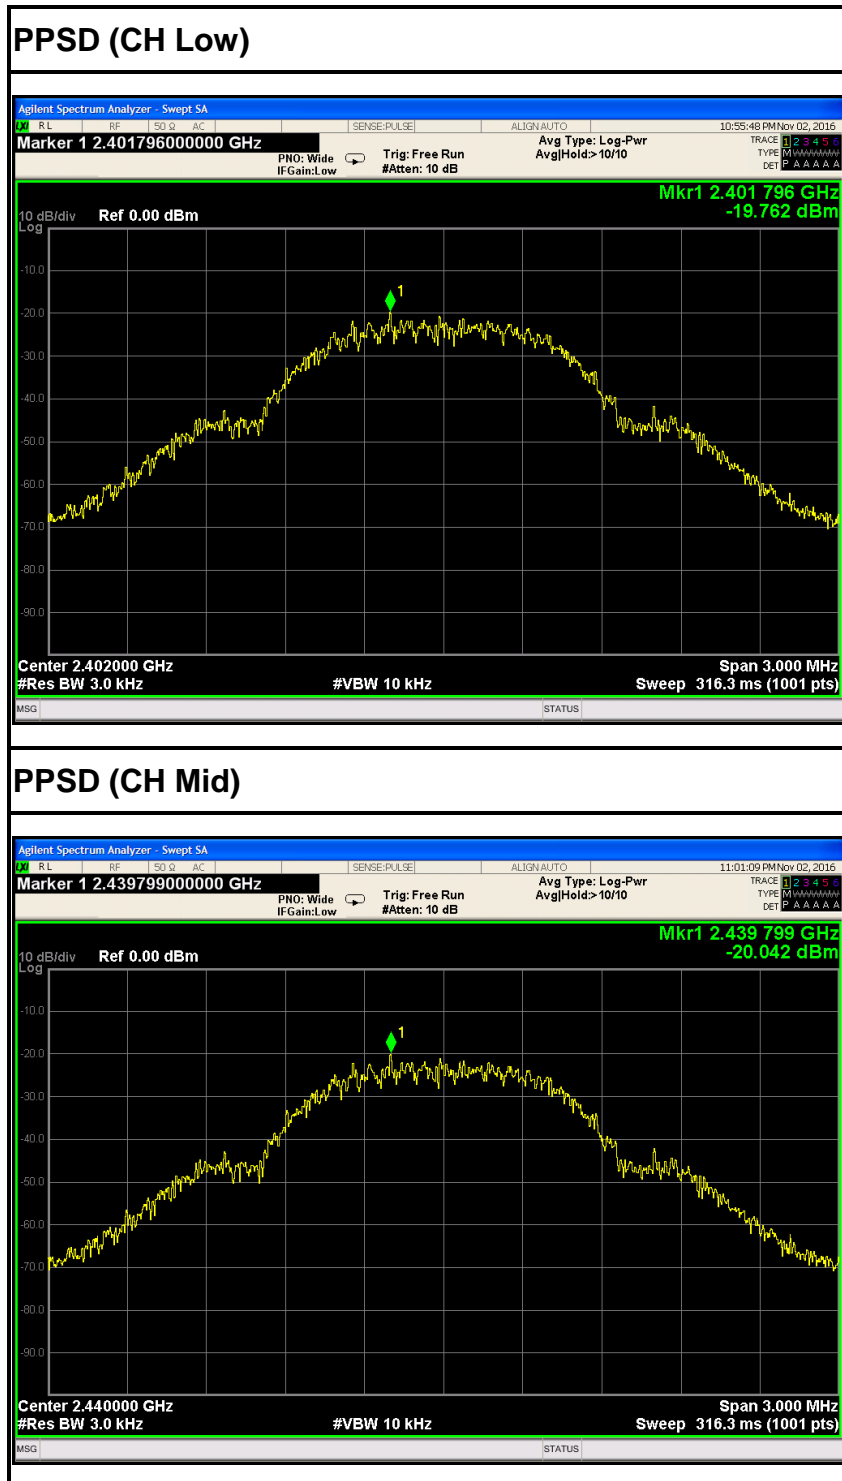 PPSD (CH Low)
Agilent Spectrum Analyzer - Swept SA
LXI RL RF 50 Ω AC SENSE:PULSE ALIGN AUTO 10:55:48 PM Nov 02, 2016
Marker 1 2.401796000000 GHz Avg Type: Log-Pwr TRACE 1 2 3 4 5 6
PNO: Wide Trig: Free Run Avg|Hold:>10/10 TYPE M WWWWW
IFGain:Low #Atten: 10 dB DET P A A A A A
Mkr1 2.401 796 GHz
-19.762 dBm
10 dB/div Ref 0.00 dBm
Log
1
-10.0
-20.0
-30.0
-40.0
-50.0
-60.0
-70.0
-80.0
-90.0
Center 2.402000 GHz Span 3.000 MHz
#Res BW 3.0 kHz #VBW 10 kHz Sweep 316.3 ms (1001 pts)
MSG STATUS
PPSD (CH Mid)
Agilent Spectrum Analyzer - Swept SA
LXI RL RF 50 Ω AC SENSE:PULSE ALIGN AUTO 11:01:09 PM Nov 02, 2016
Marker 1 2.439799000000 GHz Avg Type: Log-Pwr TRACE 1 2 3 4 5 6
PNO: Wide Trig: Free Run Avg|Hold:>10/10 TYPE M WWWWW
IFGain:Low #Atten: 10 dB DET P A A A A A
Mkr1 2.439 799 GHz
-20.042 dBm
10 dB/div Ref 0.00 dBm
Log
1
-10.0
-20.0
-30.0
-40.0
-50.0
-60.0
-70.0
-80.0
-90.0
Center 2.440000 GHz Span 3.000 MHz
#Res BW 3.0 kHz #VBW 10 kHz Sweep 316.3 ms (1001 pts)
MSG STATUS